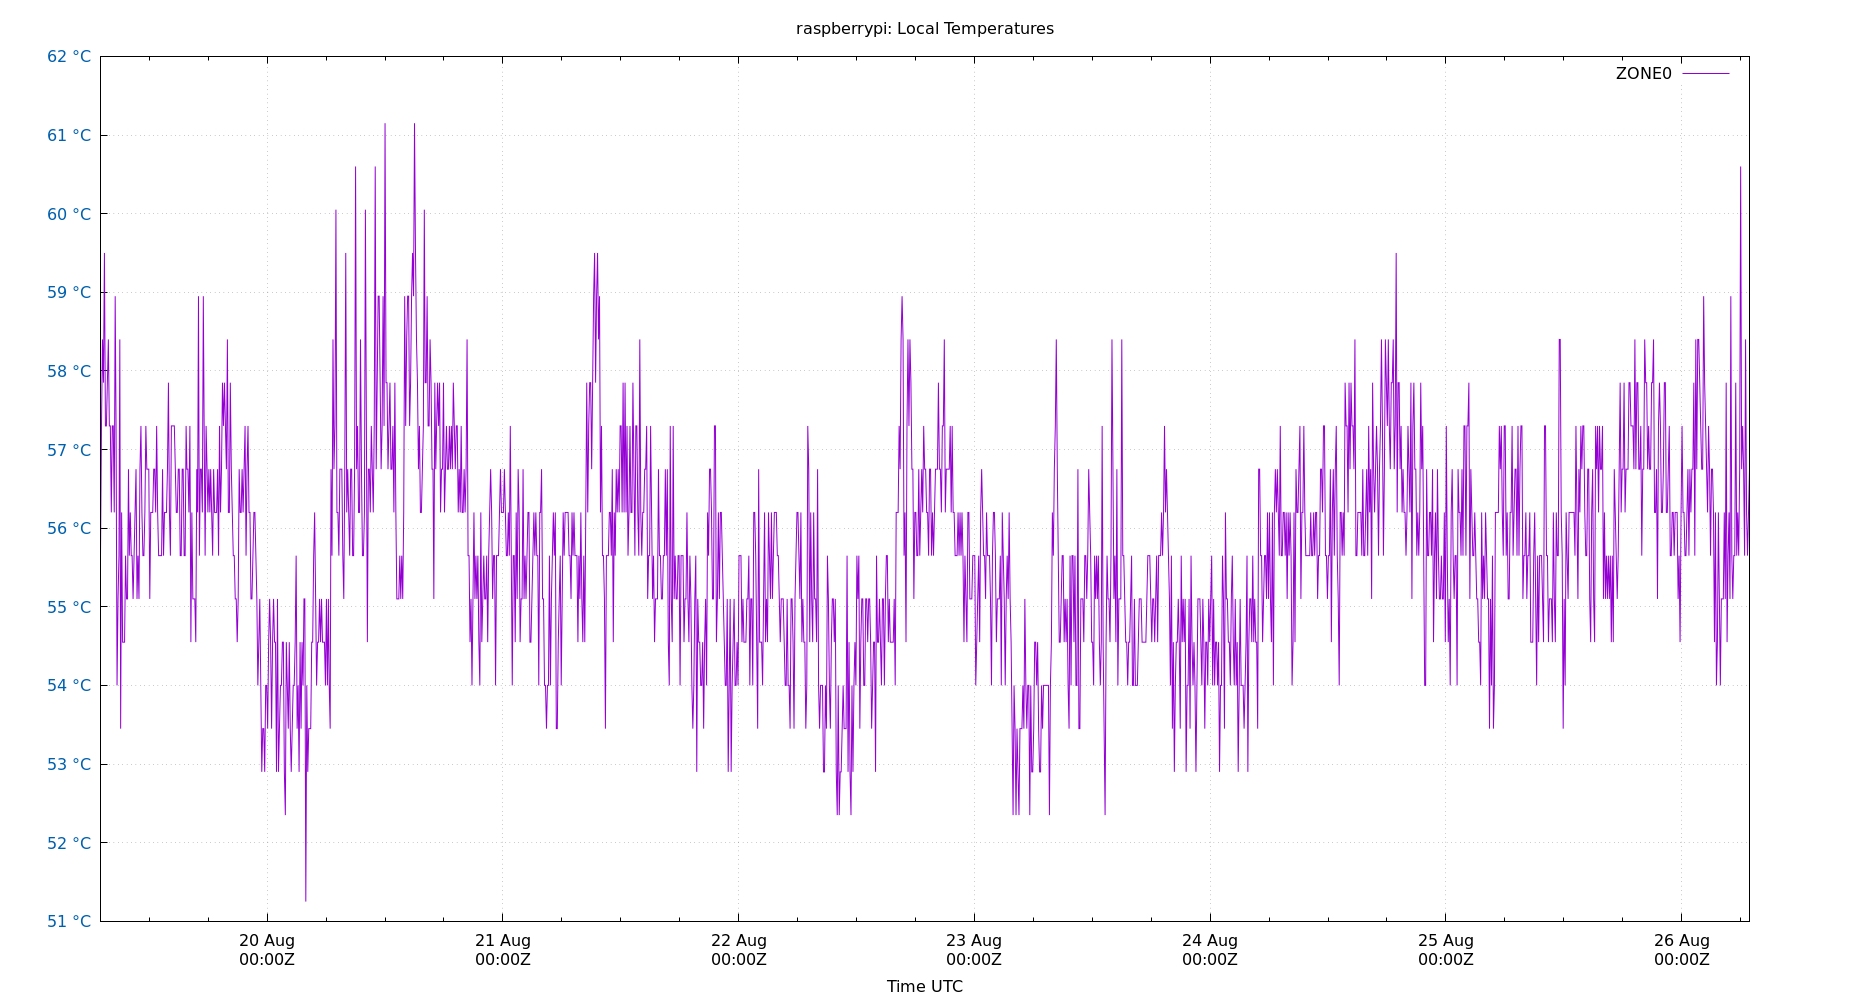 raspberrypi: Local Temperatures
62 °C
ZONE0
61 °C
60 °C
59 °C
58 °C
57 °C
56 °C
55 °C
54 °C
53 °C
52 °C
51 °C
20 Aug 21 Aug 22 Aug 23 Aug 24 Aug 25 Aug 26 Aug
00:00Z 00:00Z 00:00Z 00:00Z 00:00Z 00:00Z 00:00Z
Time UTC